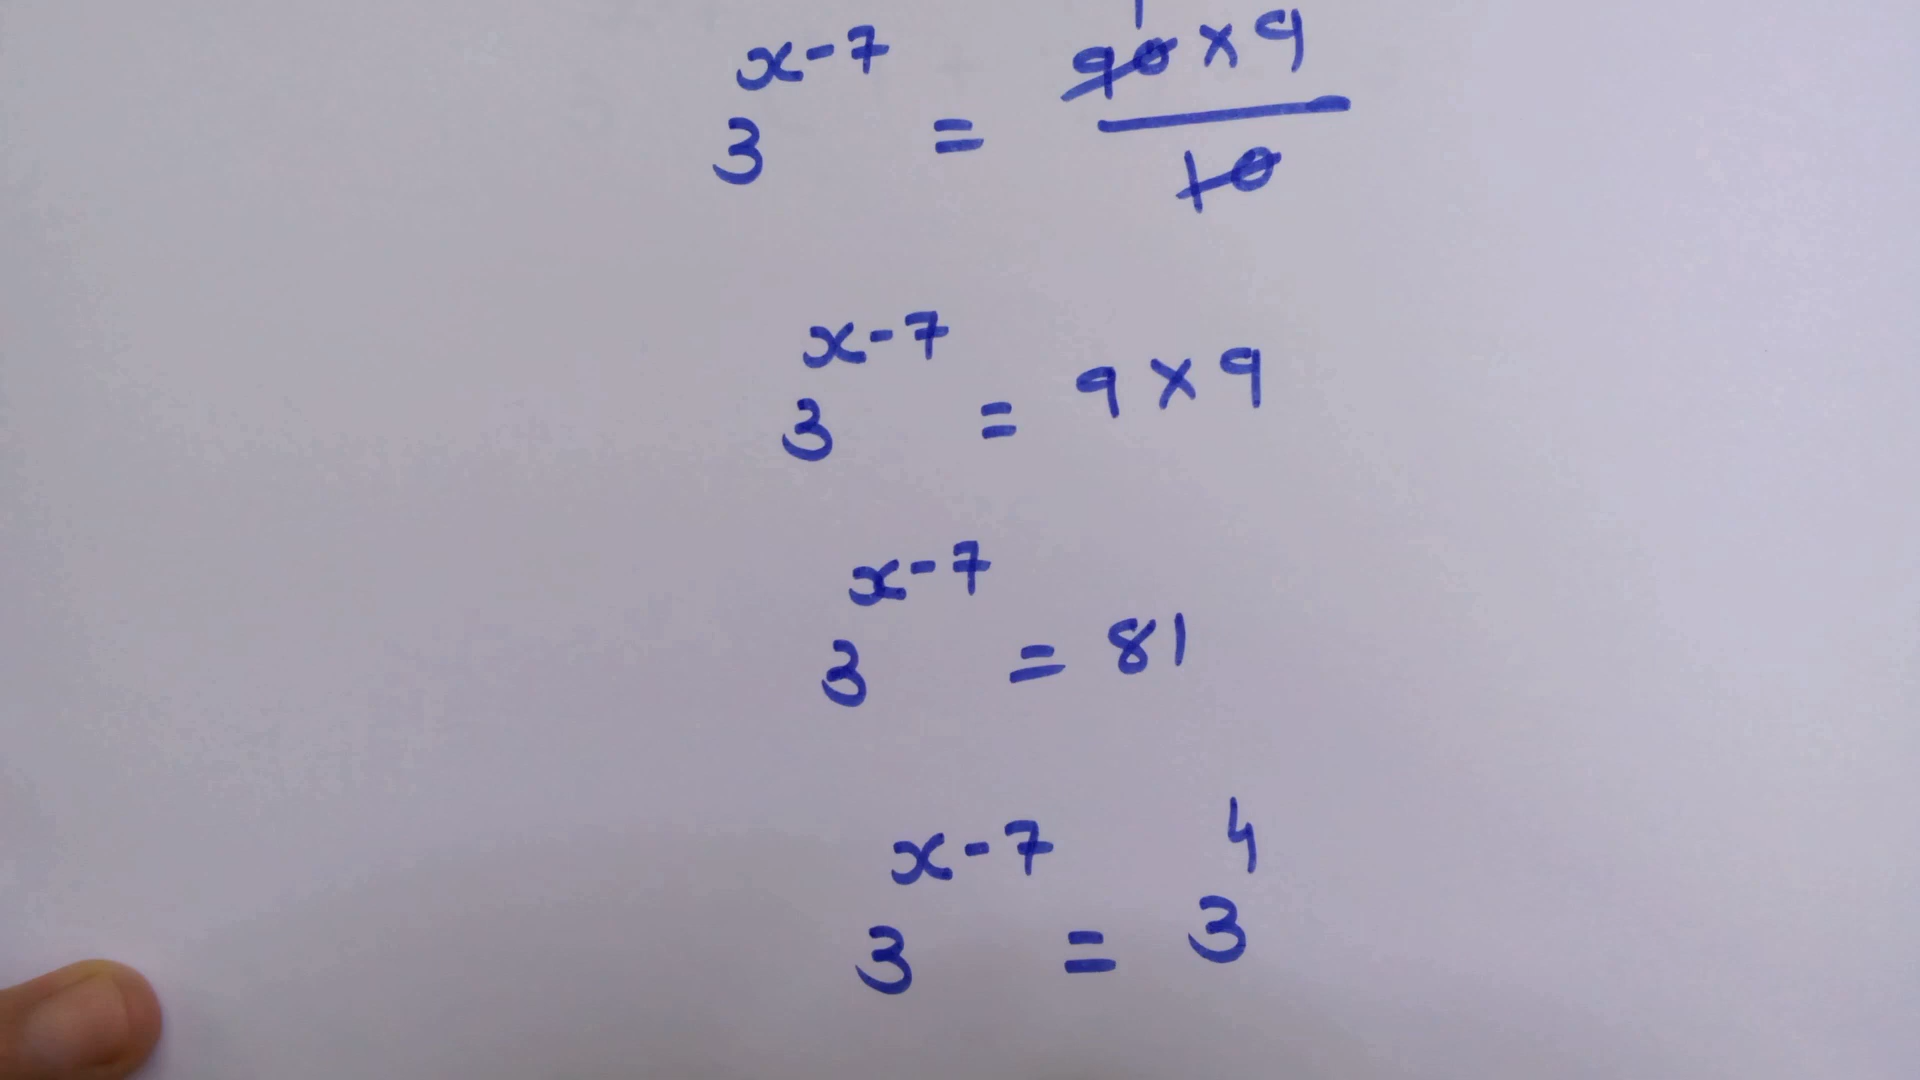 3^(x-7) = (90 × 9)/10
3^(x-7) = 9 × 9
3^(x-7) = 81
3^(x-7) = 3^4